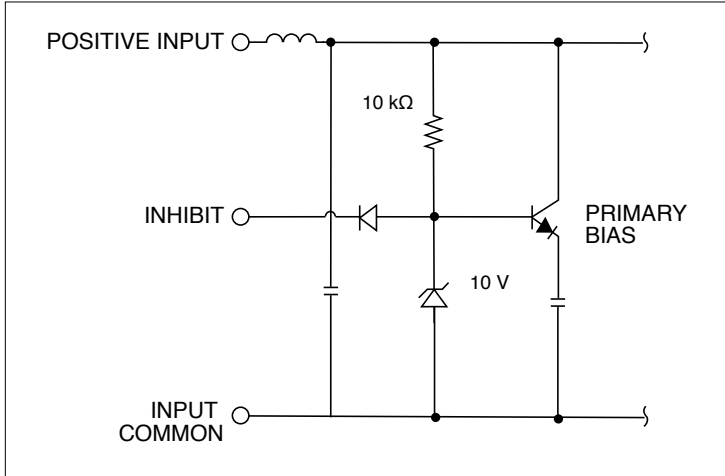 POSITIVE INPUT
10 kΩ
INHIBIT
PRIMARY
BIAS
10 V
INPUT
COMMON